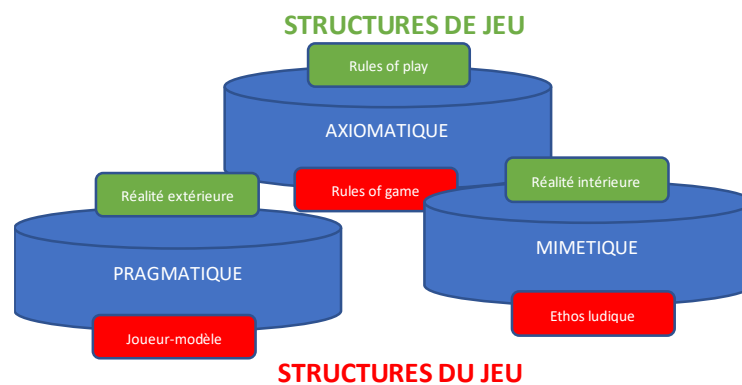 STRUCTURES DE JEU
Rules of play
AXIOMATIQUE
Rules of game
Réalité extérieure
PRAGMATIQUE
Joueur-modèle
Réalité intérieure
MIMETIQUE
Ethos ludique
STRUCTURES DU JEU